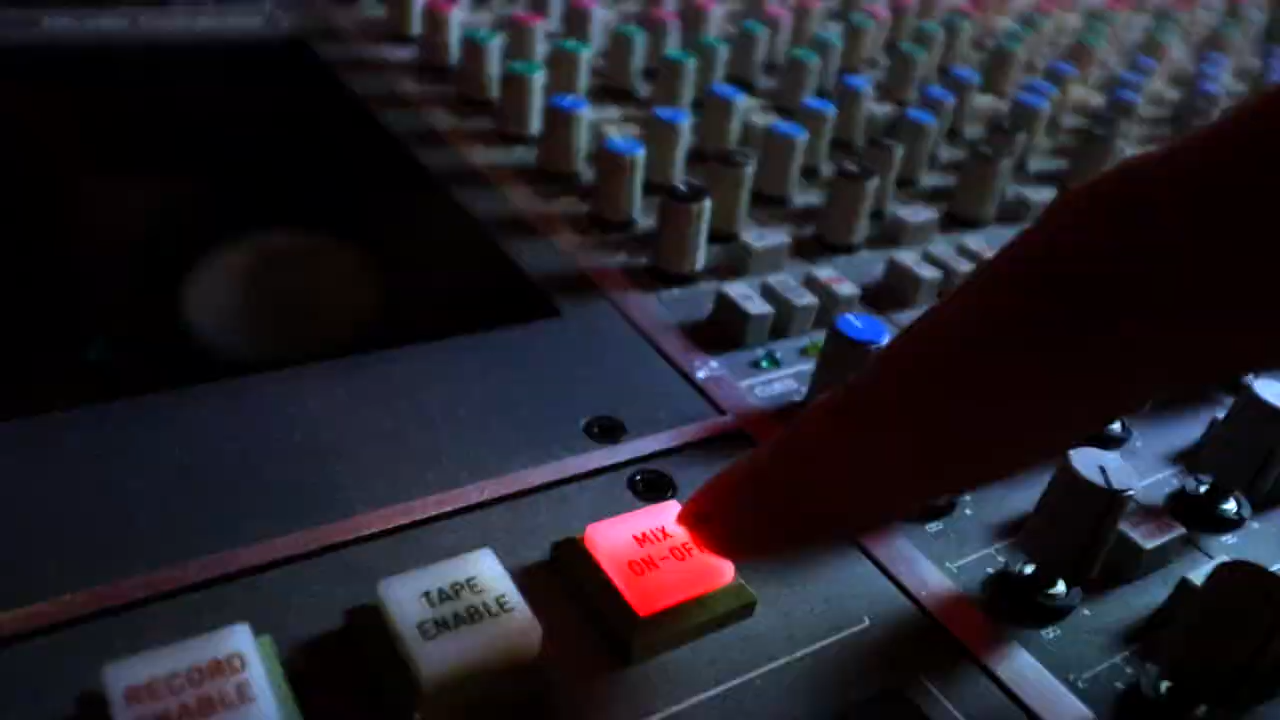 MIX
ON-OFF
TAPE
ENABLE
RECORD
ENABLE